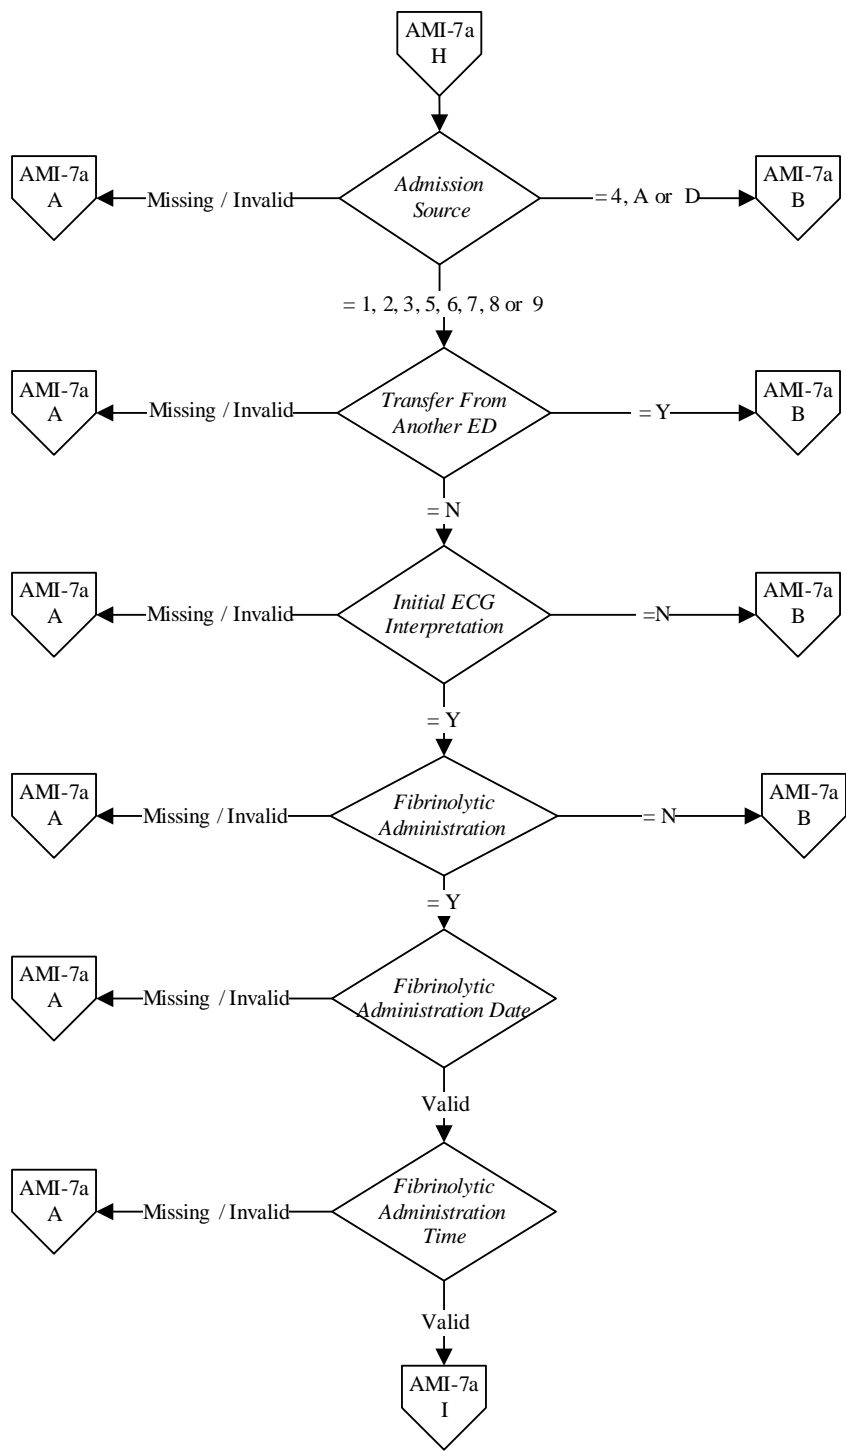 AMI-7a
H
AMI-7a
A
Missing / Invalid
Admission
Source
= 4, A or D
AMI-7a
B
= 1, 2, 3, 5, 6, 7, 8 or 9
AMI-7a
A
Missing / Invalid
Transfer From
Another ED
= Y
AMI-7a
B
= N
AMI-7a
A
Missing / Invalid
Initial ECG
Interpretation
=N
AMI-7a
B
= Y
AMI-7a
A
Missing / Invalid
Fibrinolytic
Administration
= N
AMI-7a
B
= Y
AMI-7a
A
Missing / Invalid
Fibrinolytic
Administration Date
Valid
AMI-7a
A
Missing / Invalid
Fibrinolytic
Administration
Time
Valid
AMI-7a
I